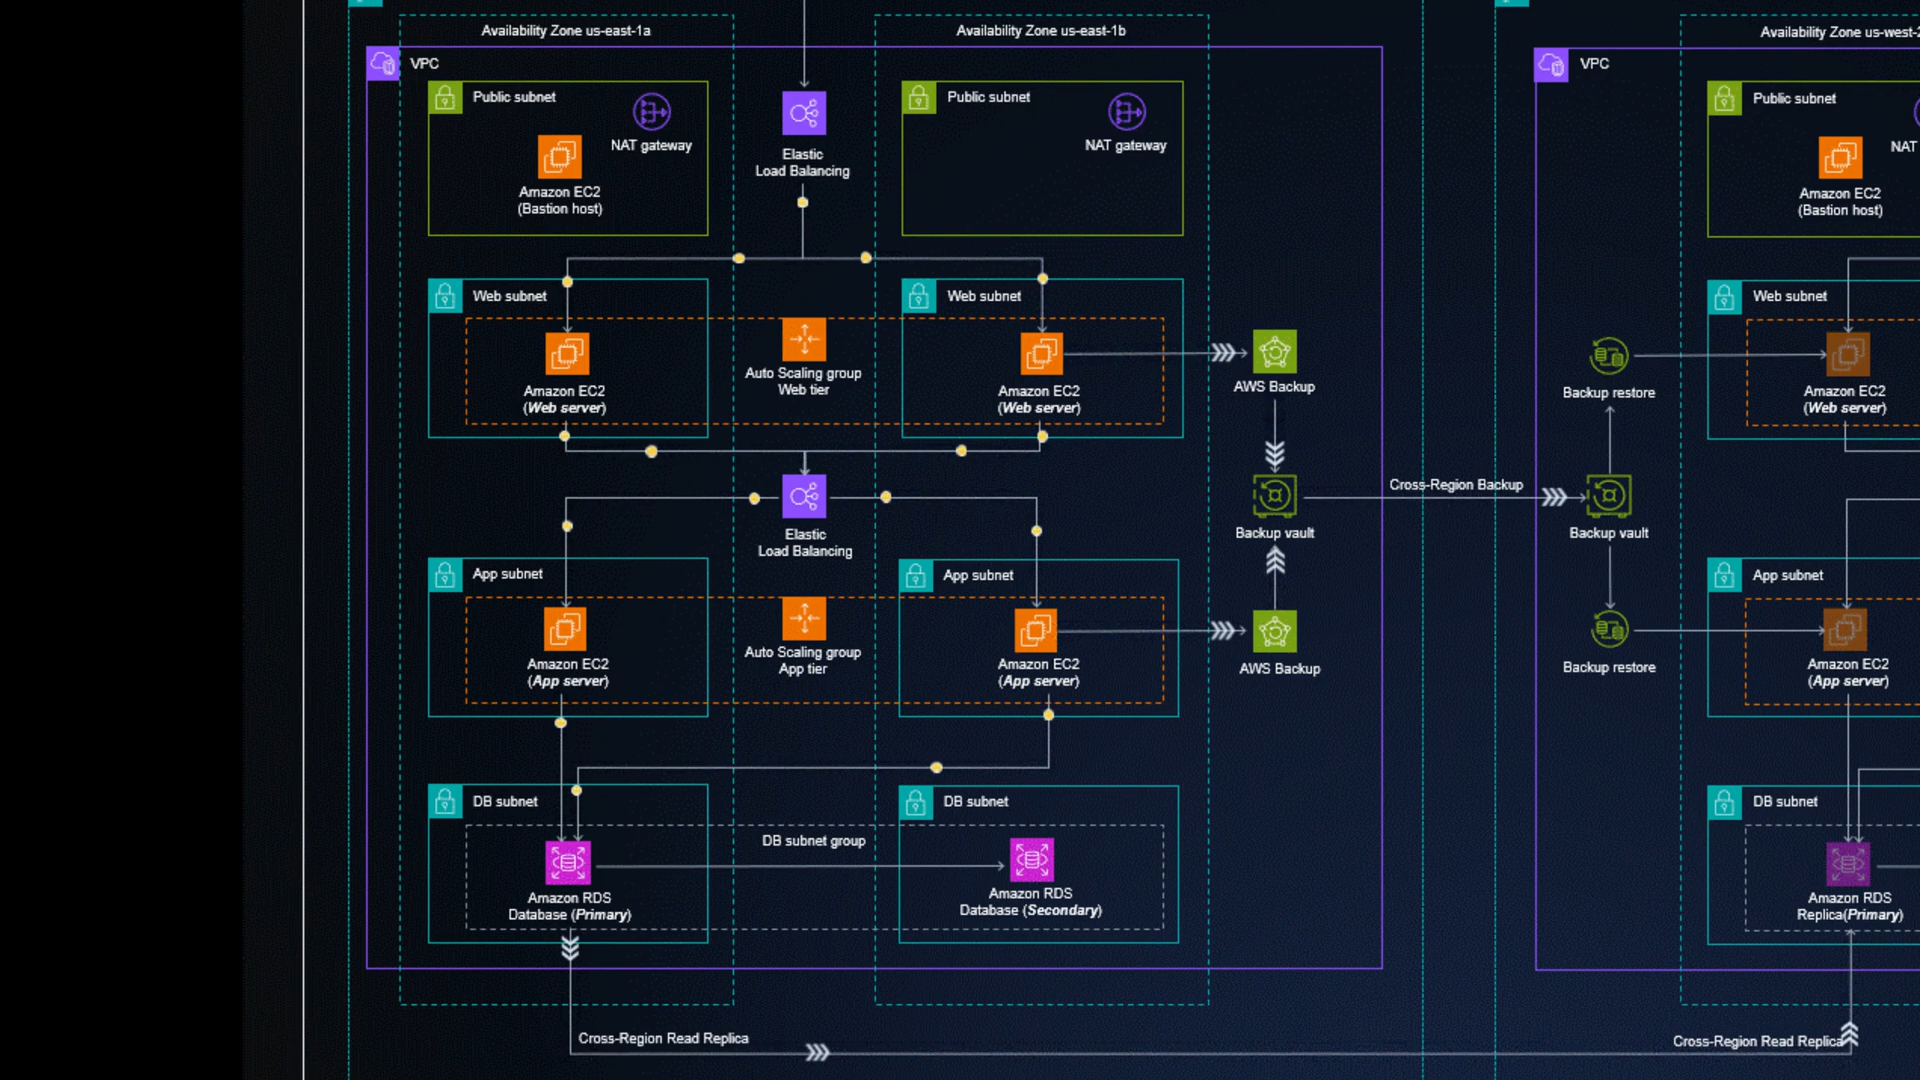 Availability Zone us-east-1a
Availability Zone us-east-1b
Availability Zone us-west-2
VPC
VPC
Public subnet
NAT gateway
Amazon EC2
(Bastion host)
Elastic
Load Balancing
Public subnet
NAT gateway
Public subnet
NAT
Amazon EC2
(Bastion host)
Web subnet
Amazon EC2
(Web server)
Auto Scaling group
Web tier
Web subnet
Amazon EC2
(Web server)
AWS Backup
Backup restore
Web subnet
Amazon EC2
(Web server)
Elastic
Load Balancing
Backup vault
Cross-Region Backup
Backup vault
App subnet
Amazon EC2
(App server)
Auto Scaling group
App tier
App subnet
Amazon EC2
(App server)
AWS Backup
Backup restore
App subnet
Amazon EC2
(App server)
DB subnet
Amazon RDS
Database (Primary)
DB subnet group
DB subnet
Amazon RDS
Database (Secondary)
DB subnet
Amazon RDS
Replica(Primary)
Cross-Region Read Replica
Cross-Region Read Replica